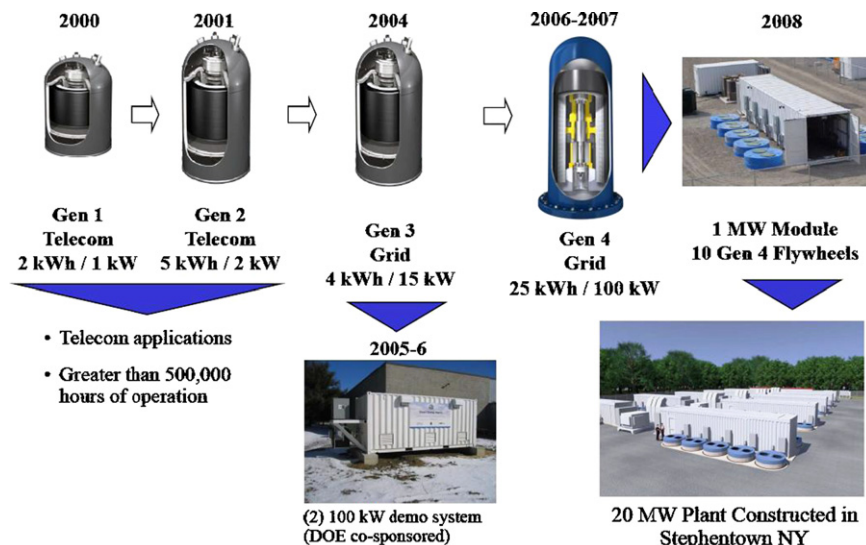 2000
2001
2004
2006-2007
2008
Gen 1
Telecom
2 kWh / 1 kW
Gen 2
Telecom
5 kWh / 2 kW
Gen 3
Grid
4 kWh / 15 kW
Gen 4
Grid
25 kWh / 100 kW
1 MW Module
10 Gen 4 Flywheels
• Telecom applications
• Greater than 500,000
hours of operation
2005-6
(2) 100 kW demo system
(DOE co-sponsored)
20 MW Plant Constructed in
Stephentown NY